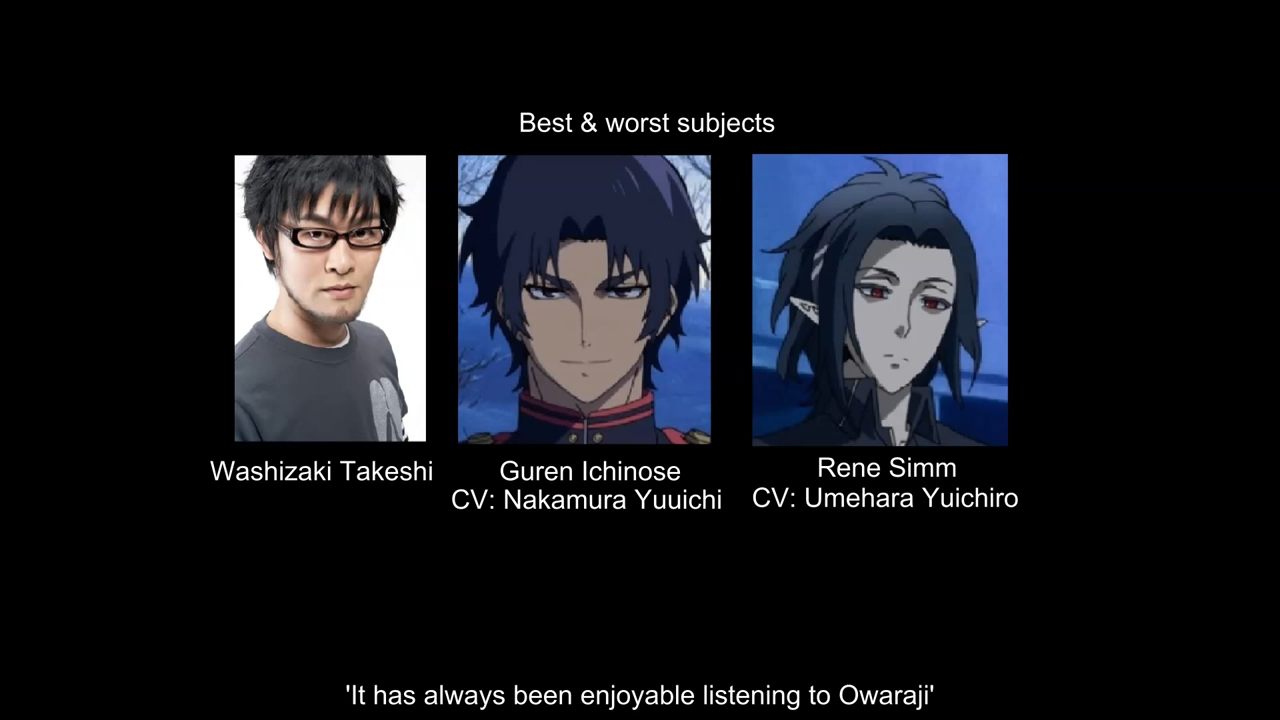 Best & worst subjects
Washizaki Takeshi
Guren Ichinose
CV: Nakamura Yuuichi
Rene Simm
CV: Umehara Yuichiro
'It has always been enjoyable listening to Owaraji'